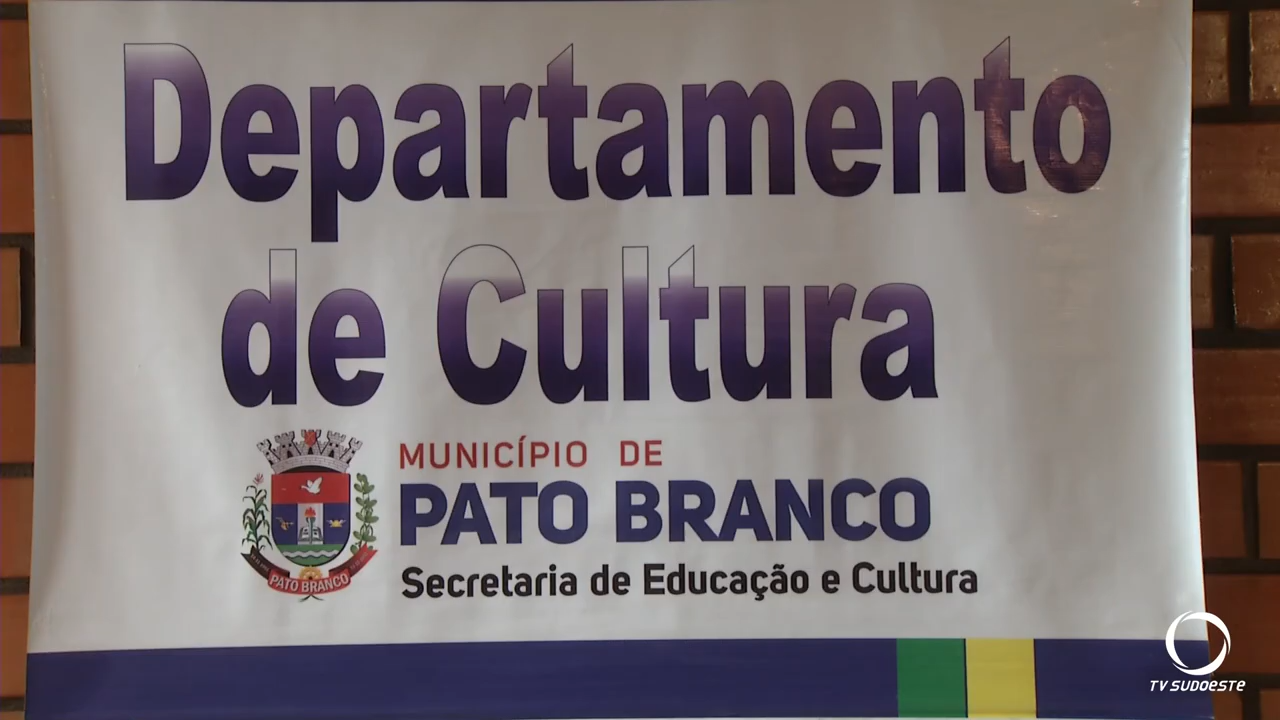 Departamento
de Cultura
MUNICÍPIO DE
PATO BRANCO
Secretaria de Educação e Cultura
PATO BRANCO
TV SUDOESTE